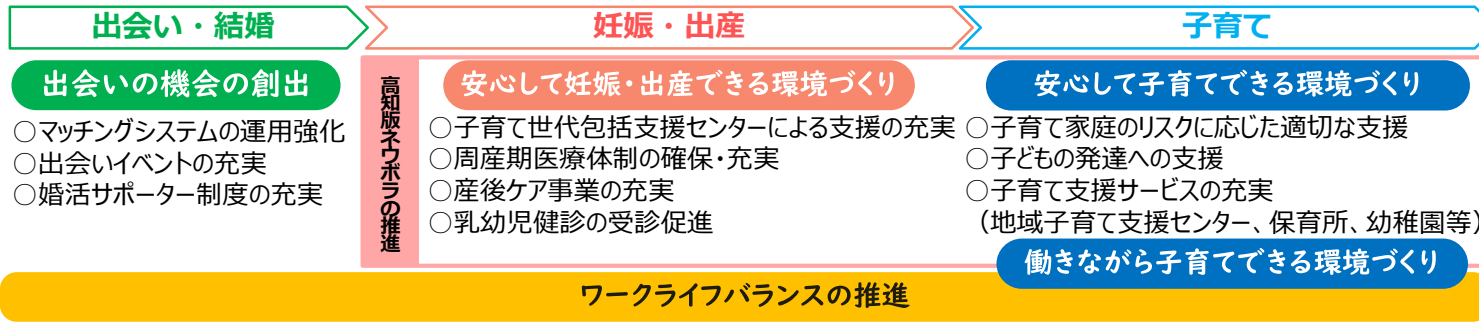 出会い・結婚
妊娠・出産
子育て
出会いの機会の創出
○マッチングシステムの運用強化
○出会いイベントの充実
○婚活サポーター制度の充実
高知版ネウボラの推進
安心して妊娠・出産できる環境づくり
○子育て世代包括支援センターによる支援の充実
○周産期医療体制の確保・充実
○産後ケア事業の充実
○乳幼児健診の受診促進
安心して子育てできる環境づくり
○子育て家庭のリスクに応じた適切な支援
○子どもの発達への支援
○子育て支援サービスの充実
（地域子育て支援センター、保育所、幼稚園等）
働きながら子育てできる環境づくり
ワークライフバランスの推進